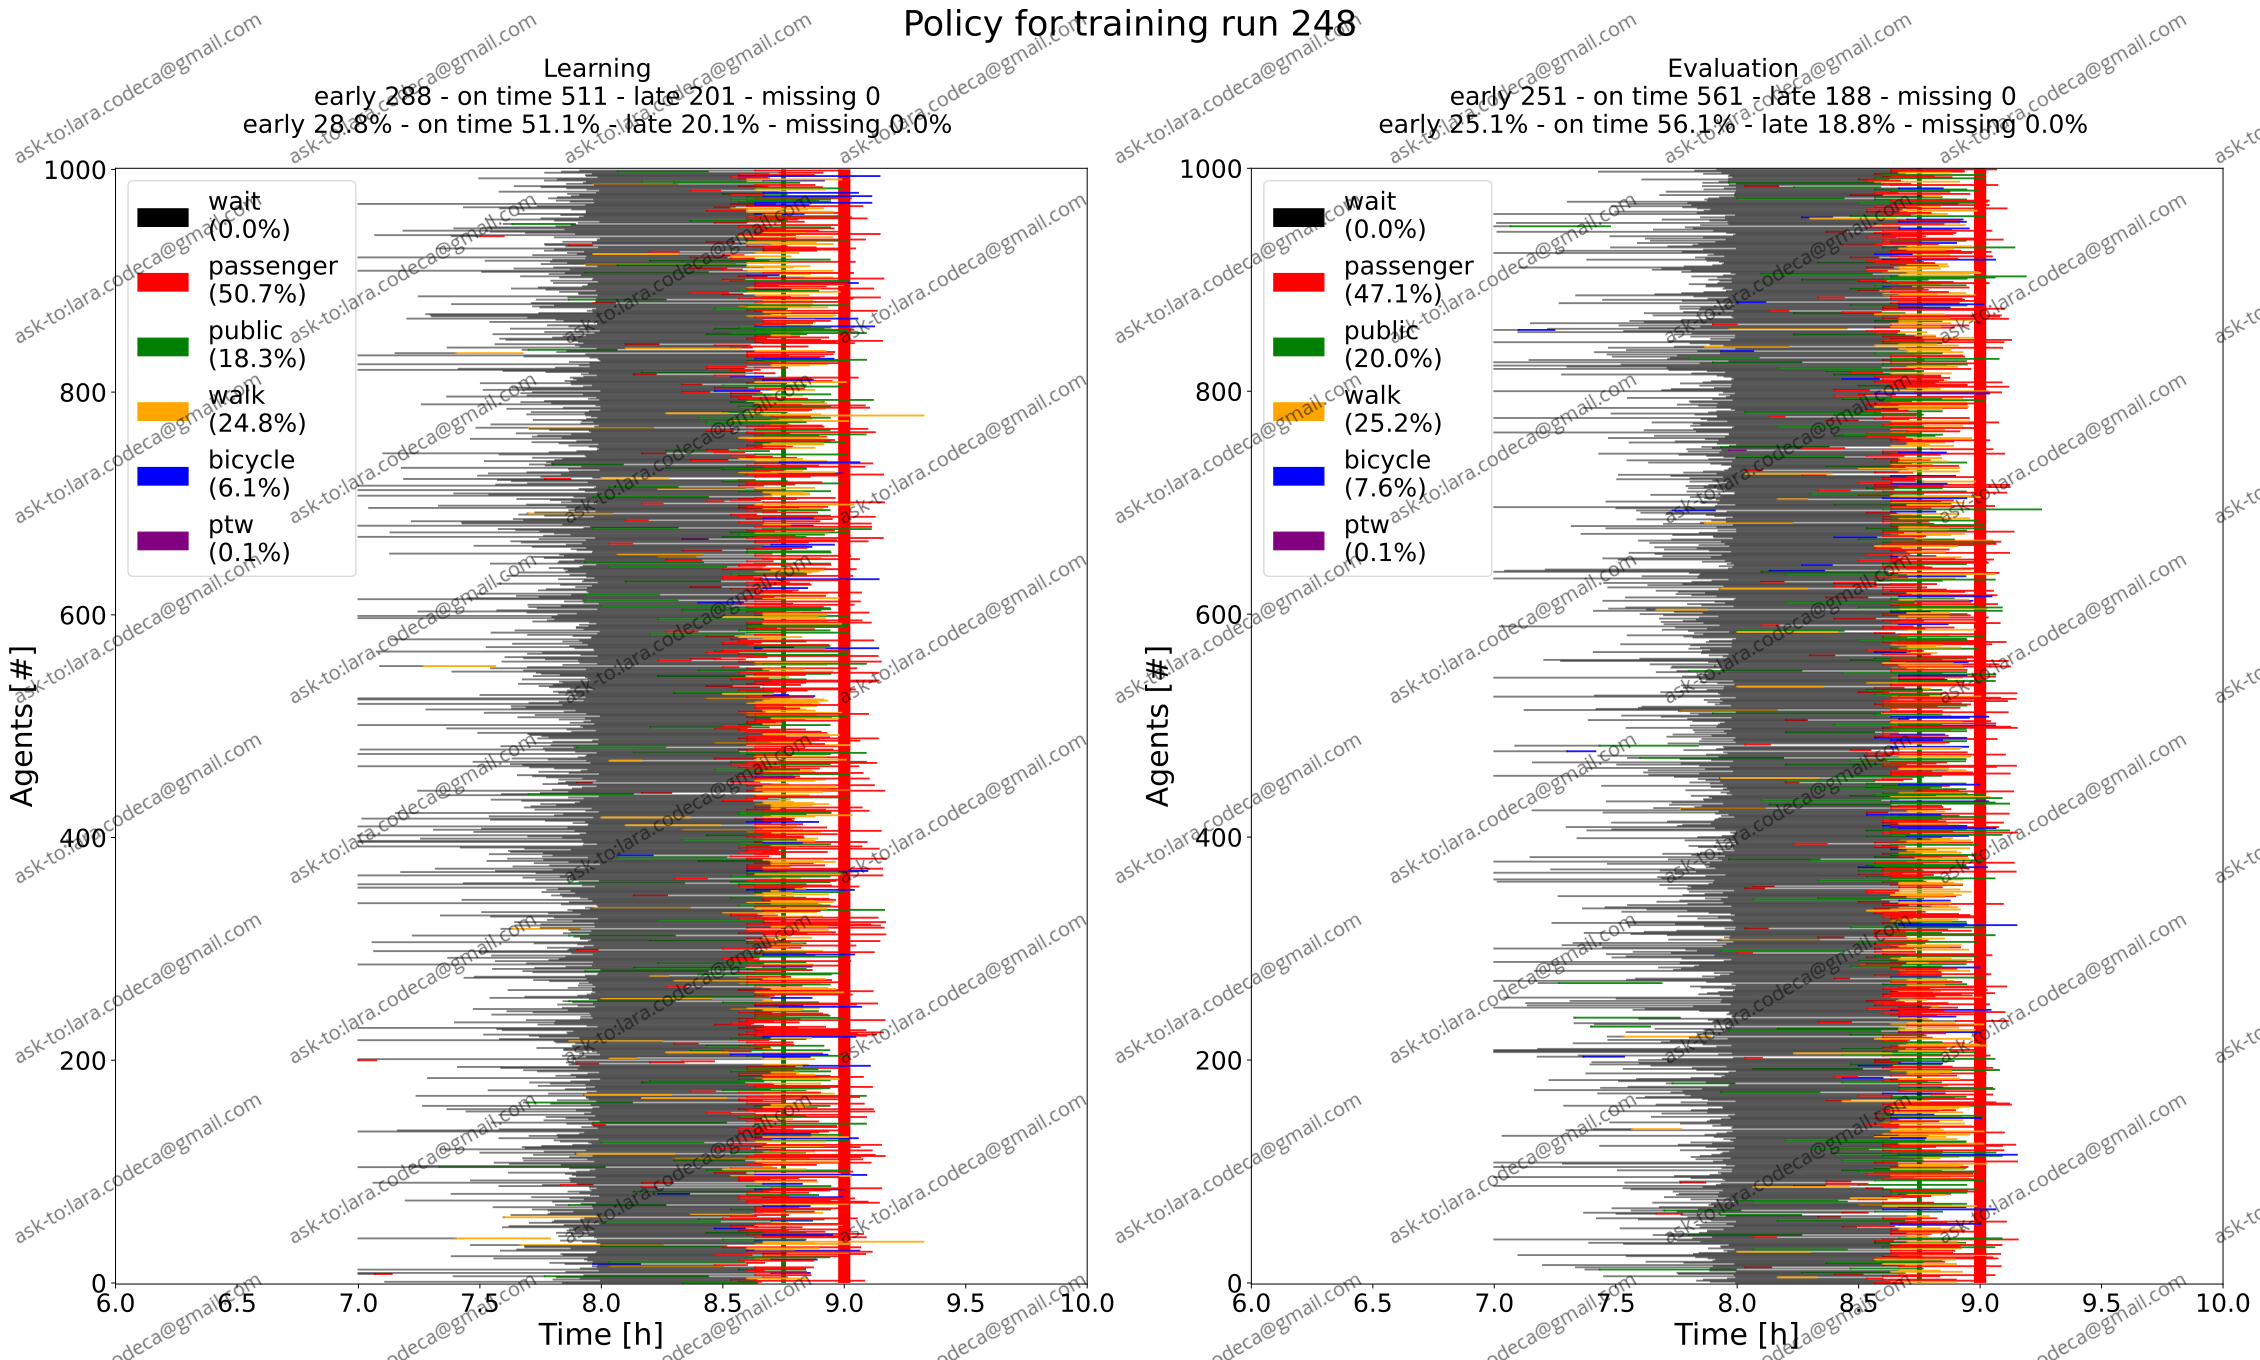 Policy for training run 248
Learning
early 288 - on time 511 - late 201 - missing 0
early 28.8% - on time 51.1% - late 20.1% - missing 0.0%
1000
800
600
400
200
0
Agents [#]
wait
(0.0%)
passenger
(50.7%)
public
(18.3%)
walk
(24.8%)
bicycle
(6.1%)
ptw
(0.1%)
6.0 6.5 7.0 7.5 8.0 8.5 9.0 9.5 10.0
Time [h]
Evaluation
early 251 - on time 561 - late 188 - missing 0
early 25.1% - on time 56.1% - late 18.8% - missing 0.0%
1000
800
600
400
200
0
Agents [#]
wait
(0.0%)
passenger
(47.1%)
public
(20.0%)
walk
(25.2%)
bicycle
(7.6%)
ptw
(0.1%)
6.0 6.5 7.0 7.5 8.0 8.5 9.0 9.5 10.0
Time [h]
ask-to:lara.codeca@gmail.com